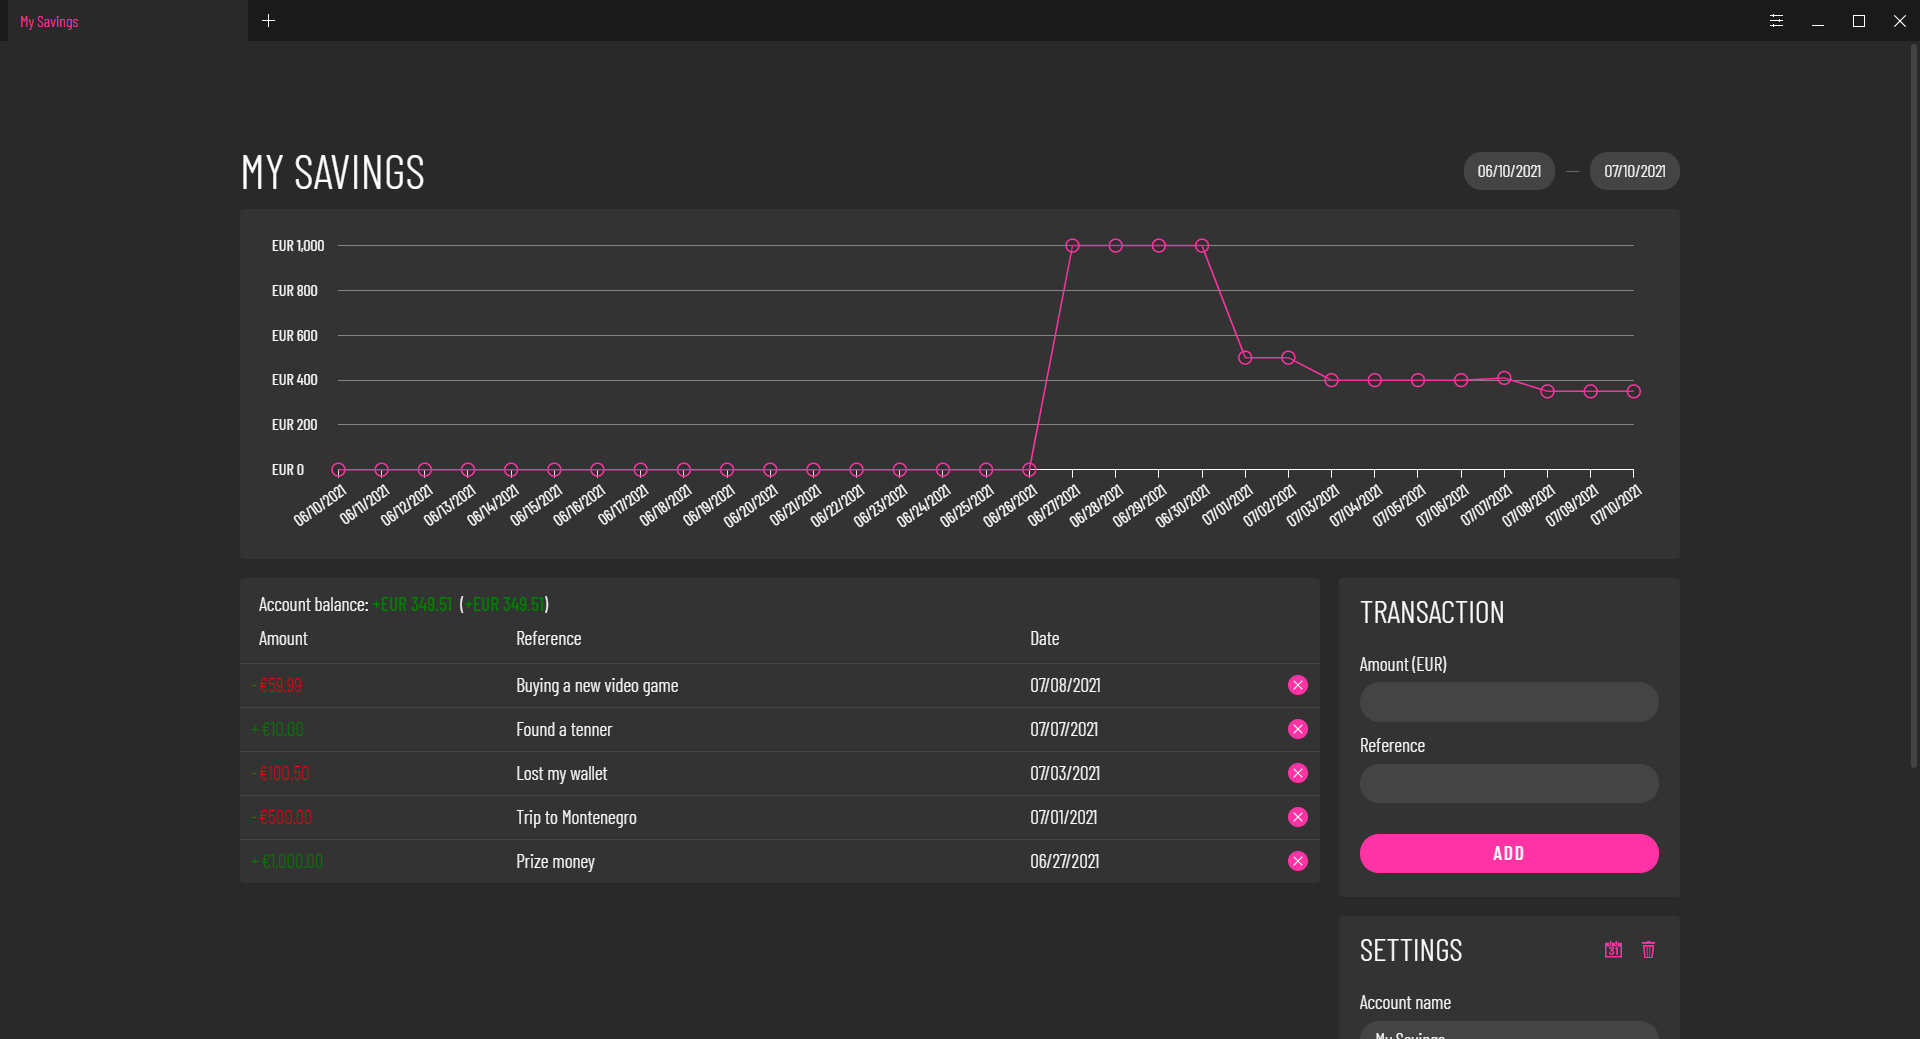 My Savings
MY SAVINGS
06/10/2021 — 07/10/2021
EUR 1,000
EUR 800
EUR 600
EUR 400
EUR 200
EUR 0
06/10/2021 06/11/2021 06/12/2021 06/13/2021 06/14/2021 06/15/2021 06/16/2021 06/17/2021 06/18/2021 06/19/2021 06/20/2021 06/21/2021 06/22/2021 06/23/2021 06/24/2021 06/25/2021 06/26/2021 06/27/2021 06/28/2021 06/29/2021 06/30/2021 07/01/2021 07/02/2021 07/03/2021 07/04/2021 07/05/2021 07/06/2021 07/07/2021 07/08/2021 07/09/2021 07/10/2021
Account balance: +EUR 349.51 (+EUR 349.51)
Amount Reference Date
- €59.99 Buying a new video game 07/08/2021
+ €10.00 Found a tenner 07/07/2021
- €100.50 Lost my wallet 07/03/2021
- €500.00 Trip to Montenegro 07/01/2021
+ €1,000.00 Prize money 06/27/2021
TRANSACTION
Amount (EUR)
Reference
ADD
SETTINGS
31
Account name
My Savings